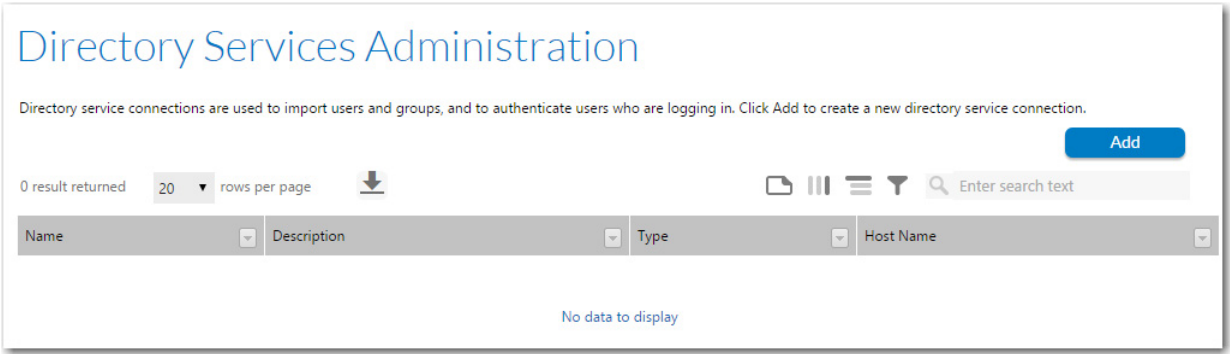 Directory Services Administration
Directory service connections are used to import users and groups, and to authenticate users who are logging in. Click Add to create a new directory service connection.
Add
0 result returned 20 rows per page Enter search text
Name Description Type Host Name
No data to display